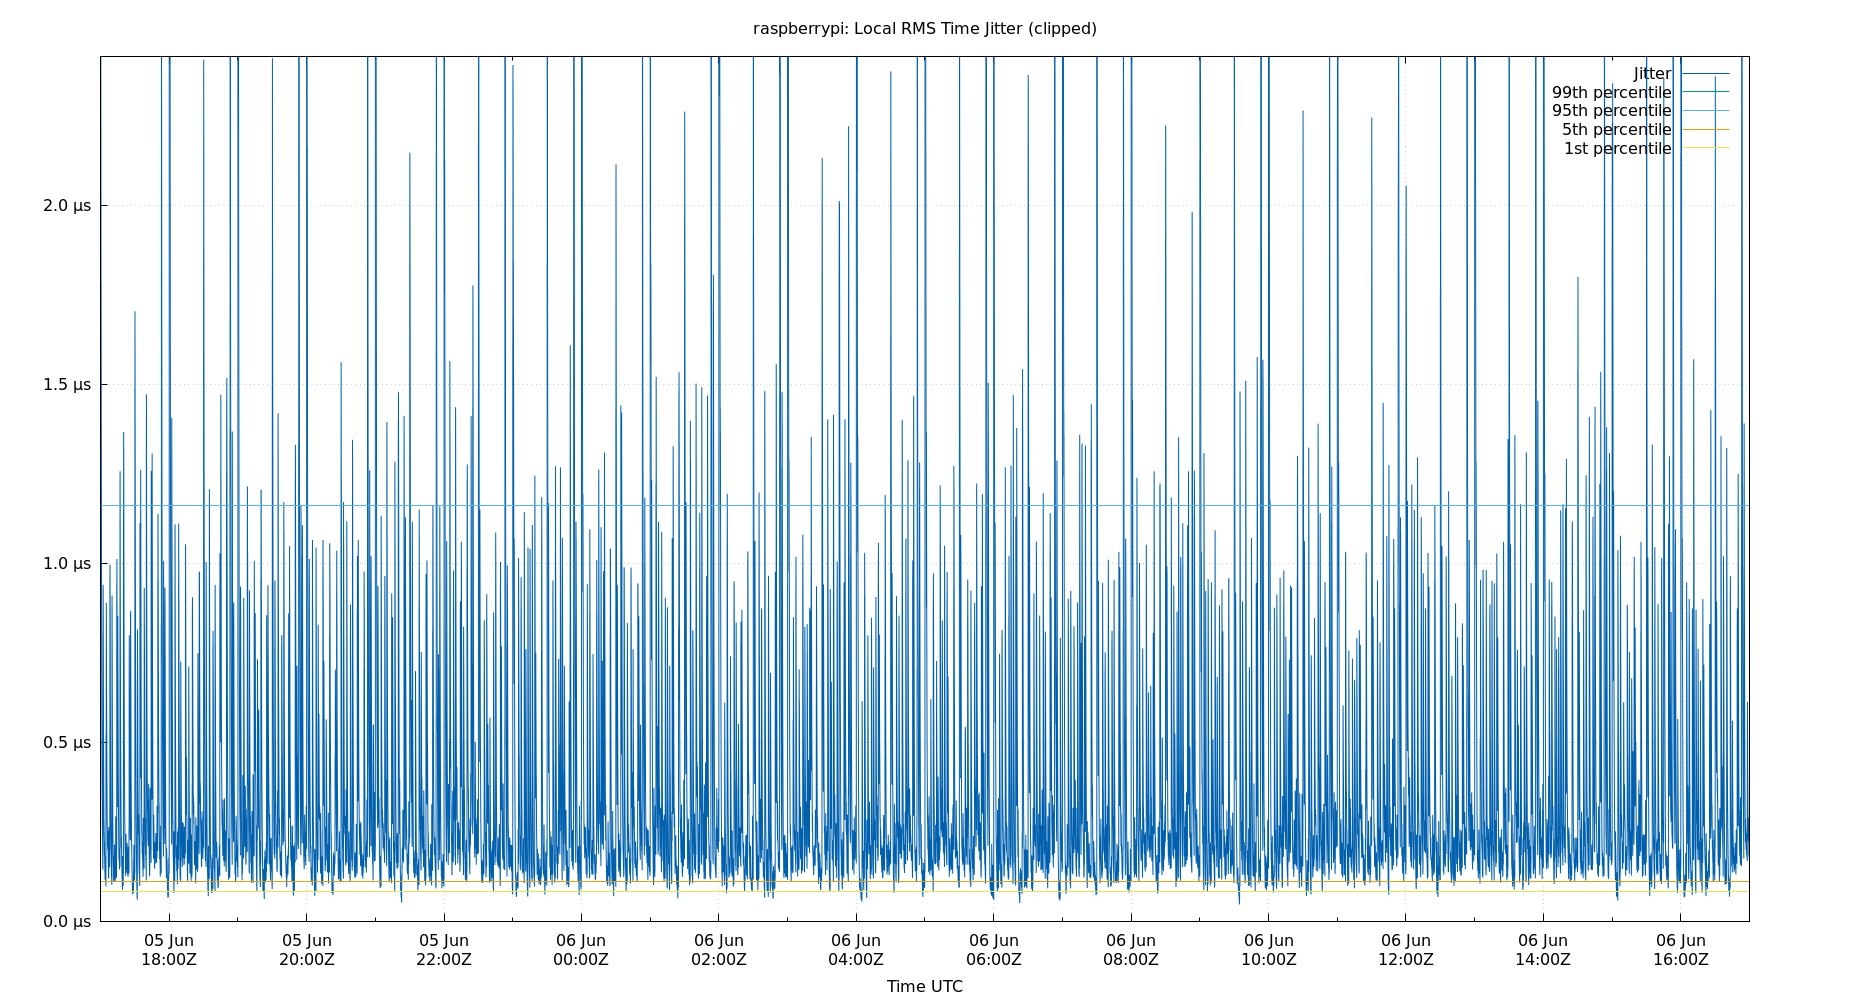 raspberrypi: Local RMS Time Jitter (clipped)
Jitter
99th percentile
95th percentile
5th percentile
1st percentile
2.0 µs
1.5 µs
1.0 µs
0.5 µs
0.0 µs
05 Jun 05 Jun 05 Jun 06 Jun 06 Jun 06 Jun 06 Jun 06 Jun 06 Jun 06 Jun 06 Jun 06 Jun
18:00Z 20:00Z 22:00Z 00:00Z 02:00Z 04:00Z 06:00Z 08:00Z 10:00Z 12:00Z 14:00Z 16:00Z
Time UTC